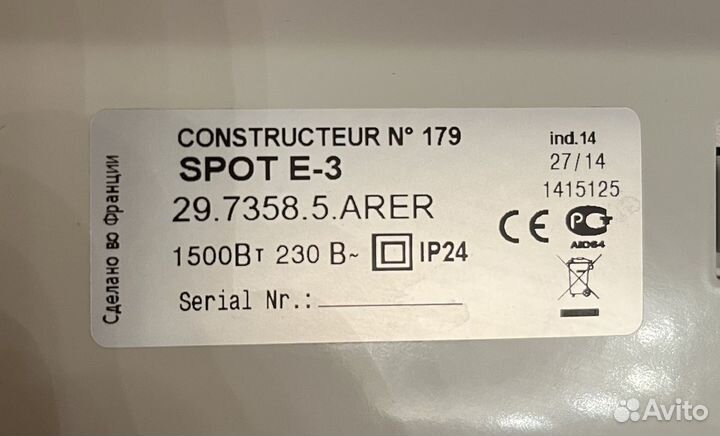 Сделано во Франции
CONSTRUCTEUR N° 179
SPOT E-3
29.7358.5.ARER
1500Вт 230 В~ IP24
Serial Nr.:
ind.14
27/14
1415125
CE PCT
АЮ64
Avito